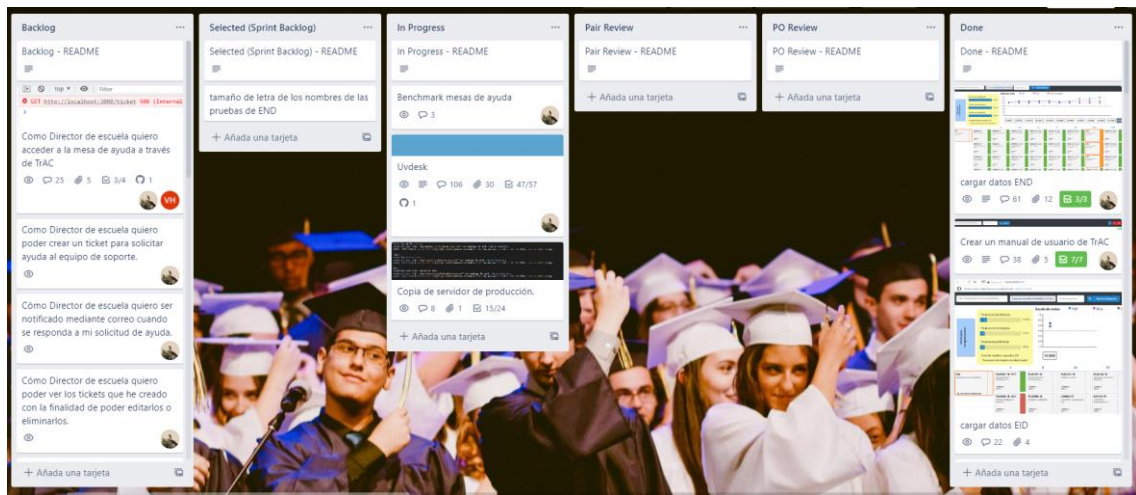 Backlog
Backlog - README
top
Filter
GET http://localhost:3000/ticket 500 (Internal
Como Director de escuela quiero
acceder a la mesa de ayuda a través
de TrAC
25 5 3/4 1
VH
Como Director de escuela quiero
poder crear un ticket para solicitar
ayuda al equipo de soporte.
Cómo Director de escuela quiero ser
notificado mediante correo cuando
se responda a mi solicitud de ayuda.
Cómo Director de escuela quiero
poder ver los tickets que he creado
con la finalidad de poder editarlos o
eliminarlos.
+ Añada una tarjeta
Selected (Sprint Backlog)
Selected (Sprint Backlog) - README
tamaño de letra de los nombres de las
pruebas de END
+ Añada una tarjeta
In Progress
In Progress - README
Benchmark mesas de ayuda
3
Uvdesk
106 30 47/57
1
Copia de servidor de producción.
8 1 15/24
+ Añada una tarjeta
Pair Review
Pair Review - README
+ Añada una tarjeta
PO Review
PO Review - README
+ Añada una tarjeta
Done
Done - README
cargar datos END
61 12 3/3
Crear un manual de usuario de TrAC
38 5 7/7
cargar datos EID
22 4
+ Añada una tarjeta